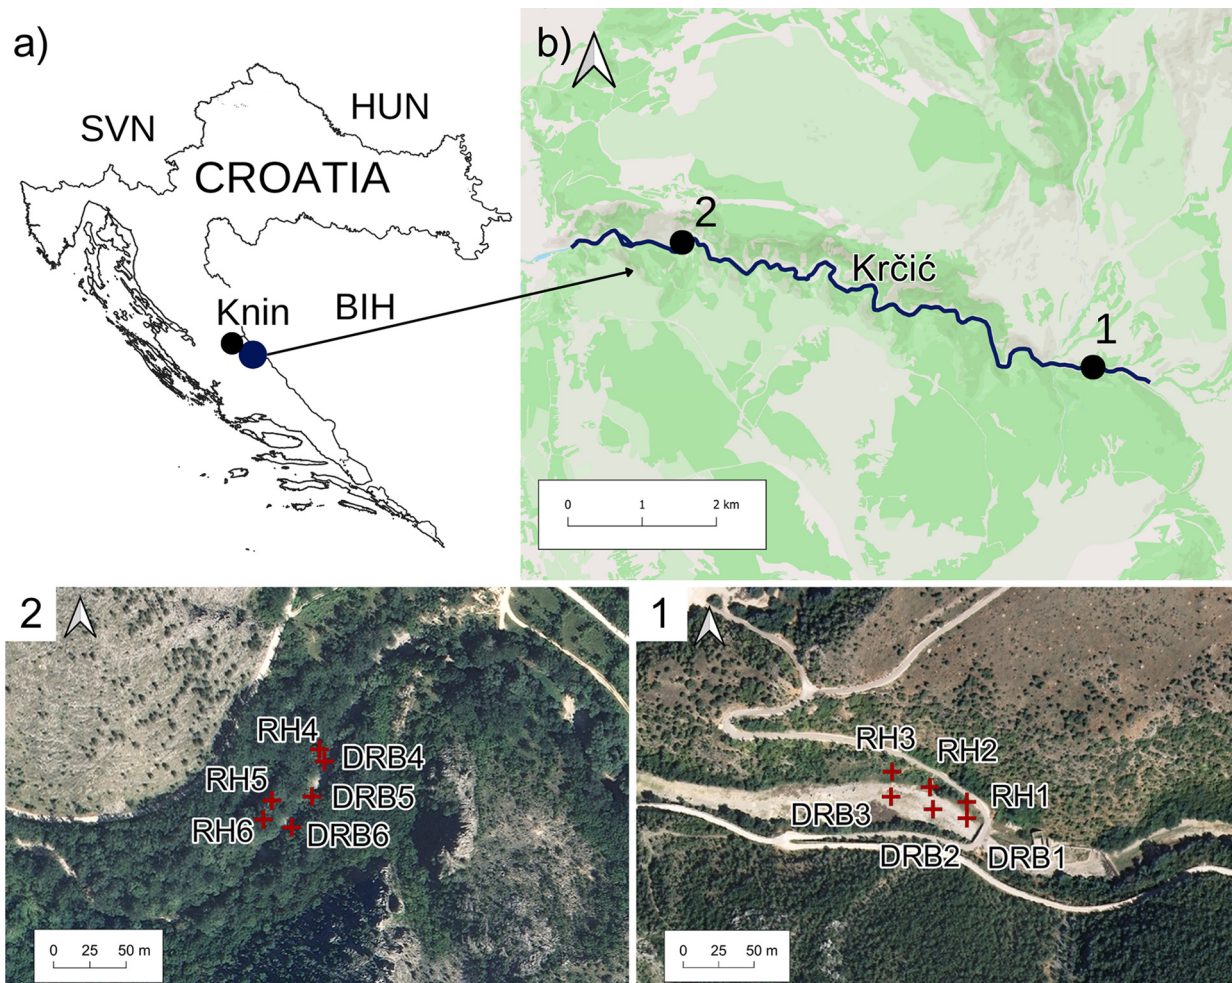 a)
SVN
HUN
CROATIA
Knin
BIH
b)
2
Krčić
1
0 1 2 km
2
RH4
DRB4
RH5
DRB5
RH6
DRB6
0 25 50 m
1
RH3
RH2
RH1
DRB3
DRB2
DRB1
0 25 50 m